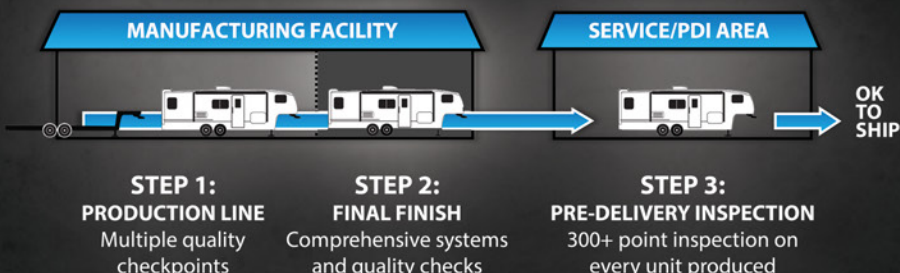 MANUFACTURING FACILITY
SERVICE/PDI AREA
OK
TO
SHIP
STEP 1:
PRODUCTION LINE
Multiple quality
checkpoints
STEP 2:
FINAL FINISH
Comprehensive systems
and quality checks
STEP 3:
PRE-DELIVERY INSPECTION
300+ point inspection on
every unit produced